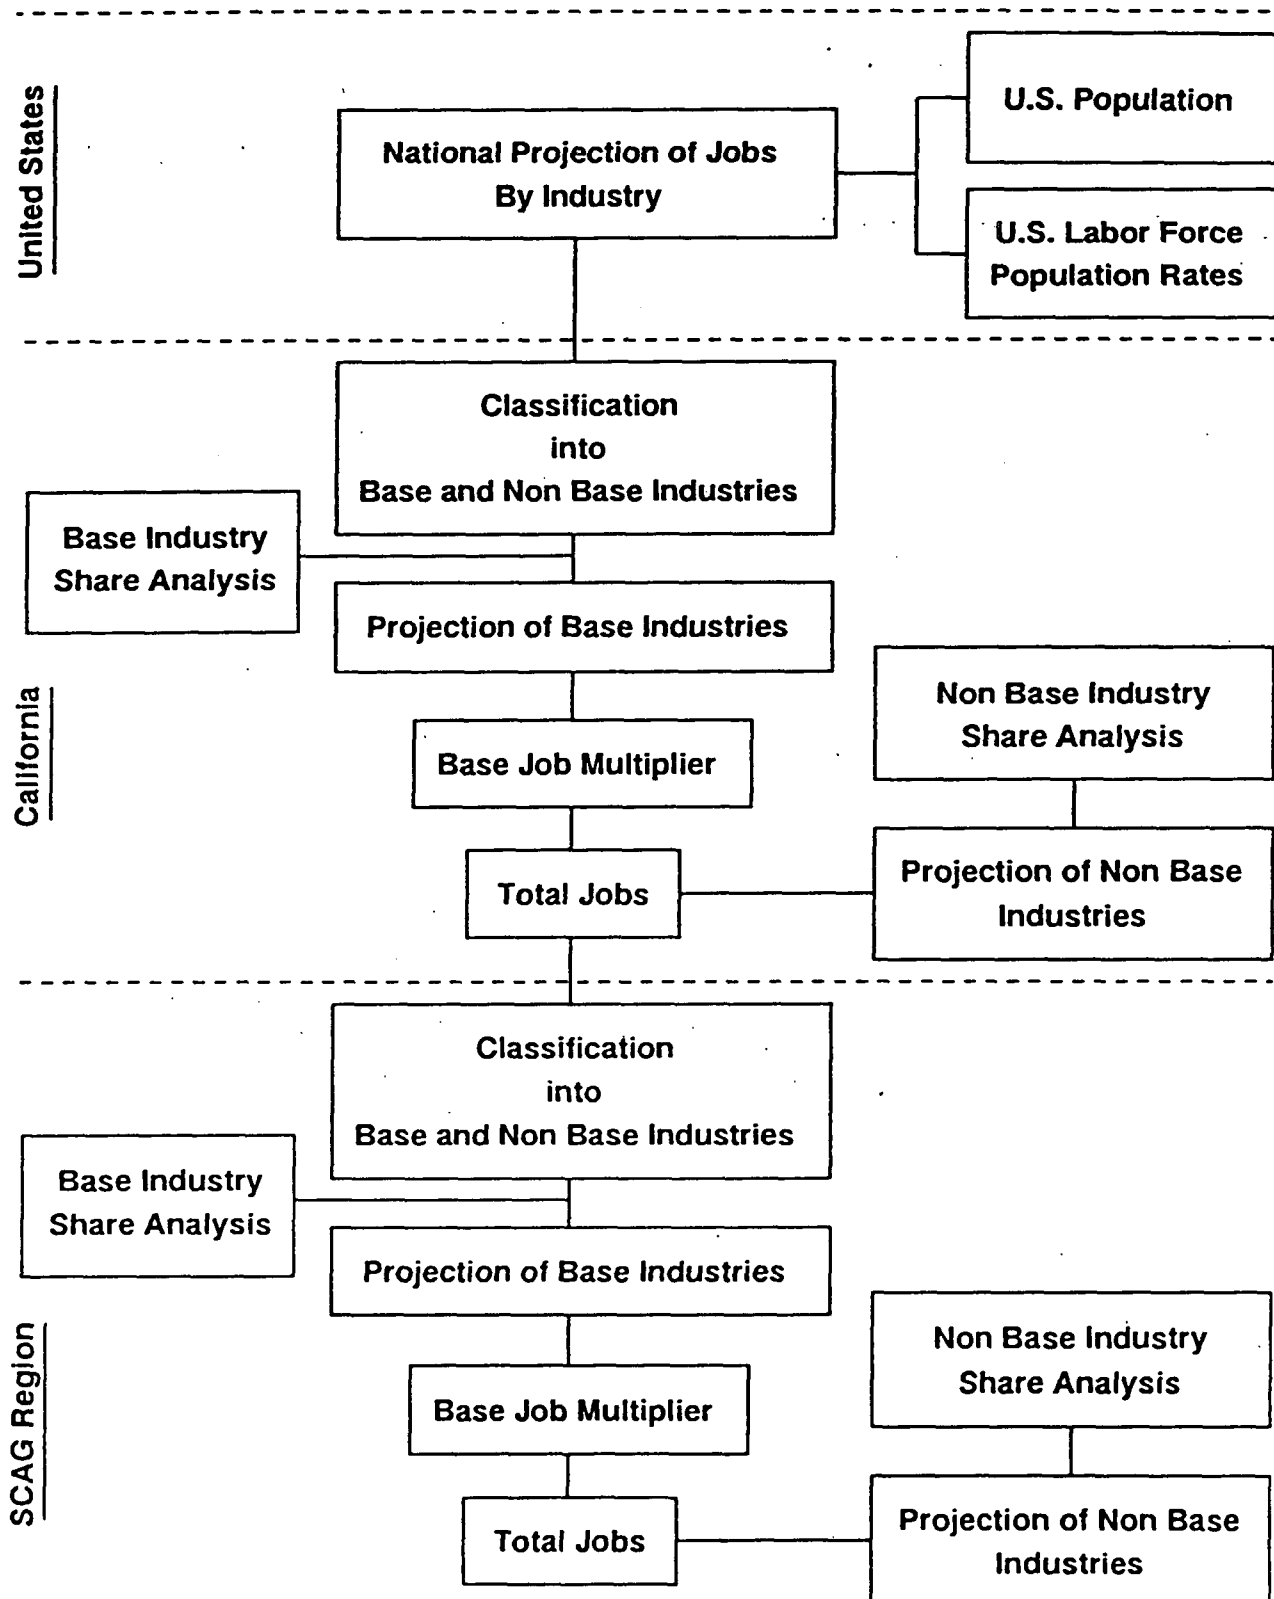 United States
U.S. Population
National Projection of Jobs
By Industry
U.S. Labor Force
Population Rates
California
Classification
into
Base and Non Base Industries
Base Industry
Share Analysis
Projection of Base Industries
Non Base Industry
Share Analysis
Base Job Multiplier
Total Jobs
Projection of Non Base
Industries
SCAG Region
Classification
into
Base and Non Base Industries
Base Industry
Share Analysis
Projection of Base Industries
Non Base Industry
Share Analysis
Base Job Multiplier
Total Jobs
Projection of Non Base
Industries